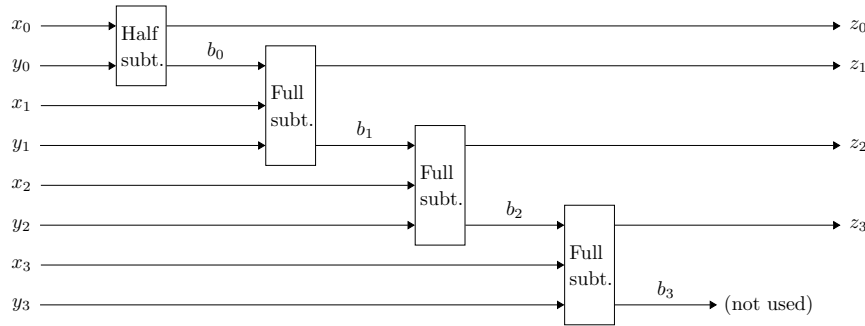 x₀ Half subt. z₀
y₀ b₀ z₁
x₁ Full subt.
y₁ b₁ z₂
x₂ Full subt.
y₂ b₂ z₃
x₃ Full subt.
y₃ b₃ (not used)